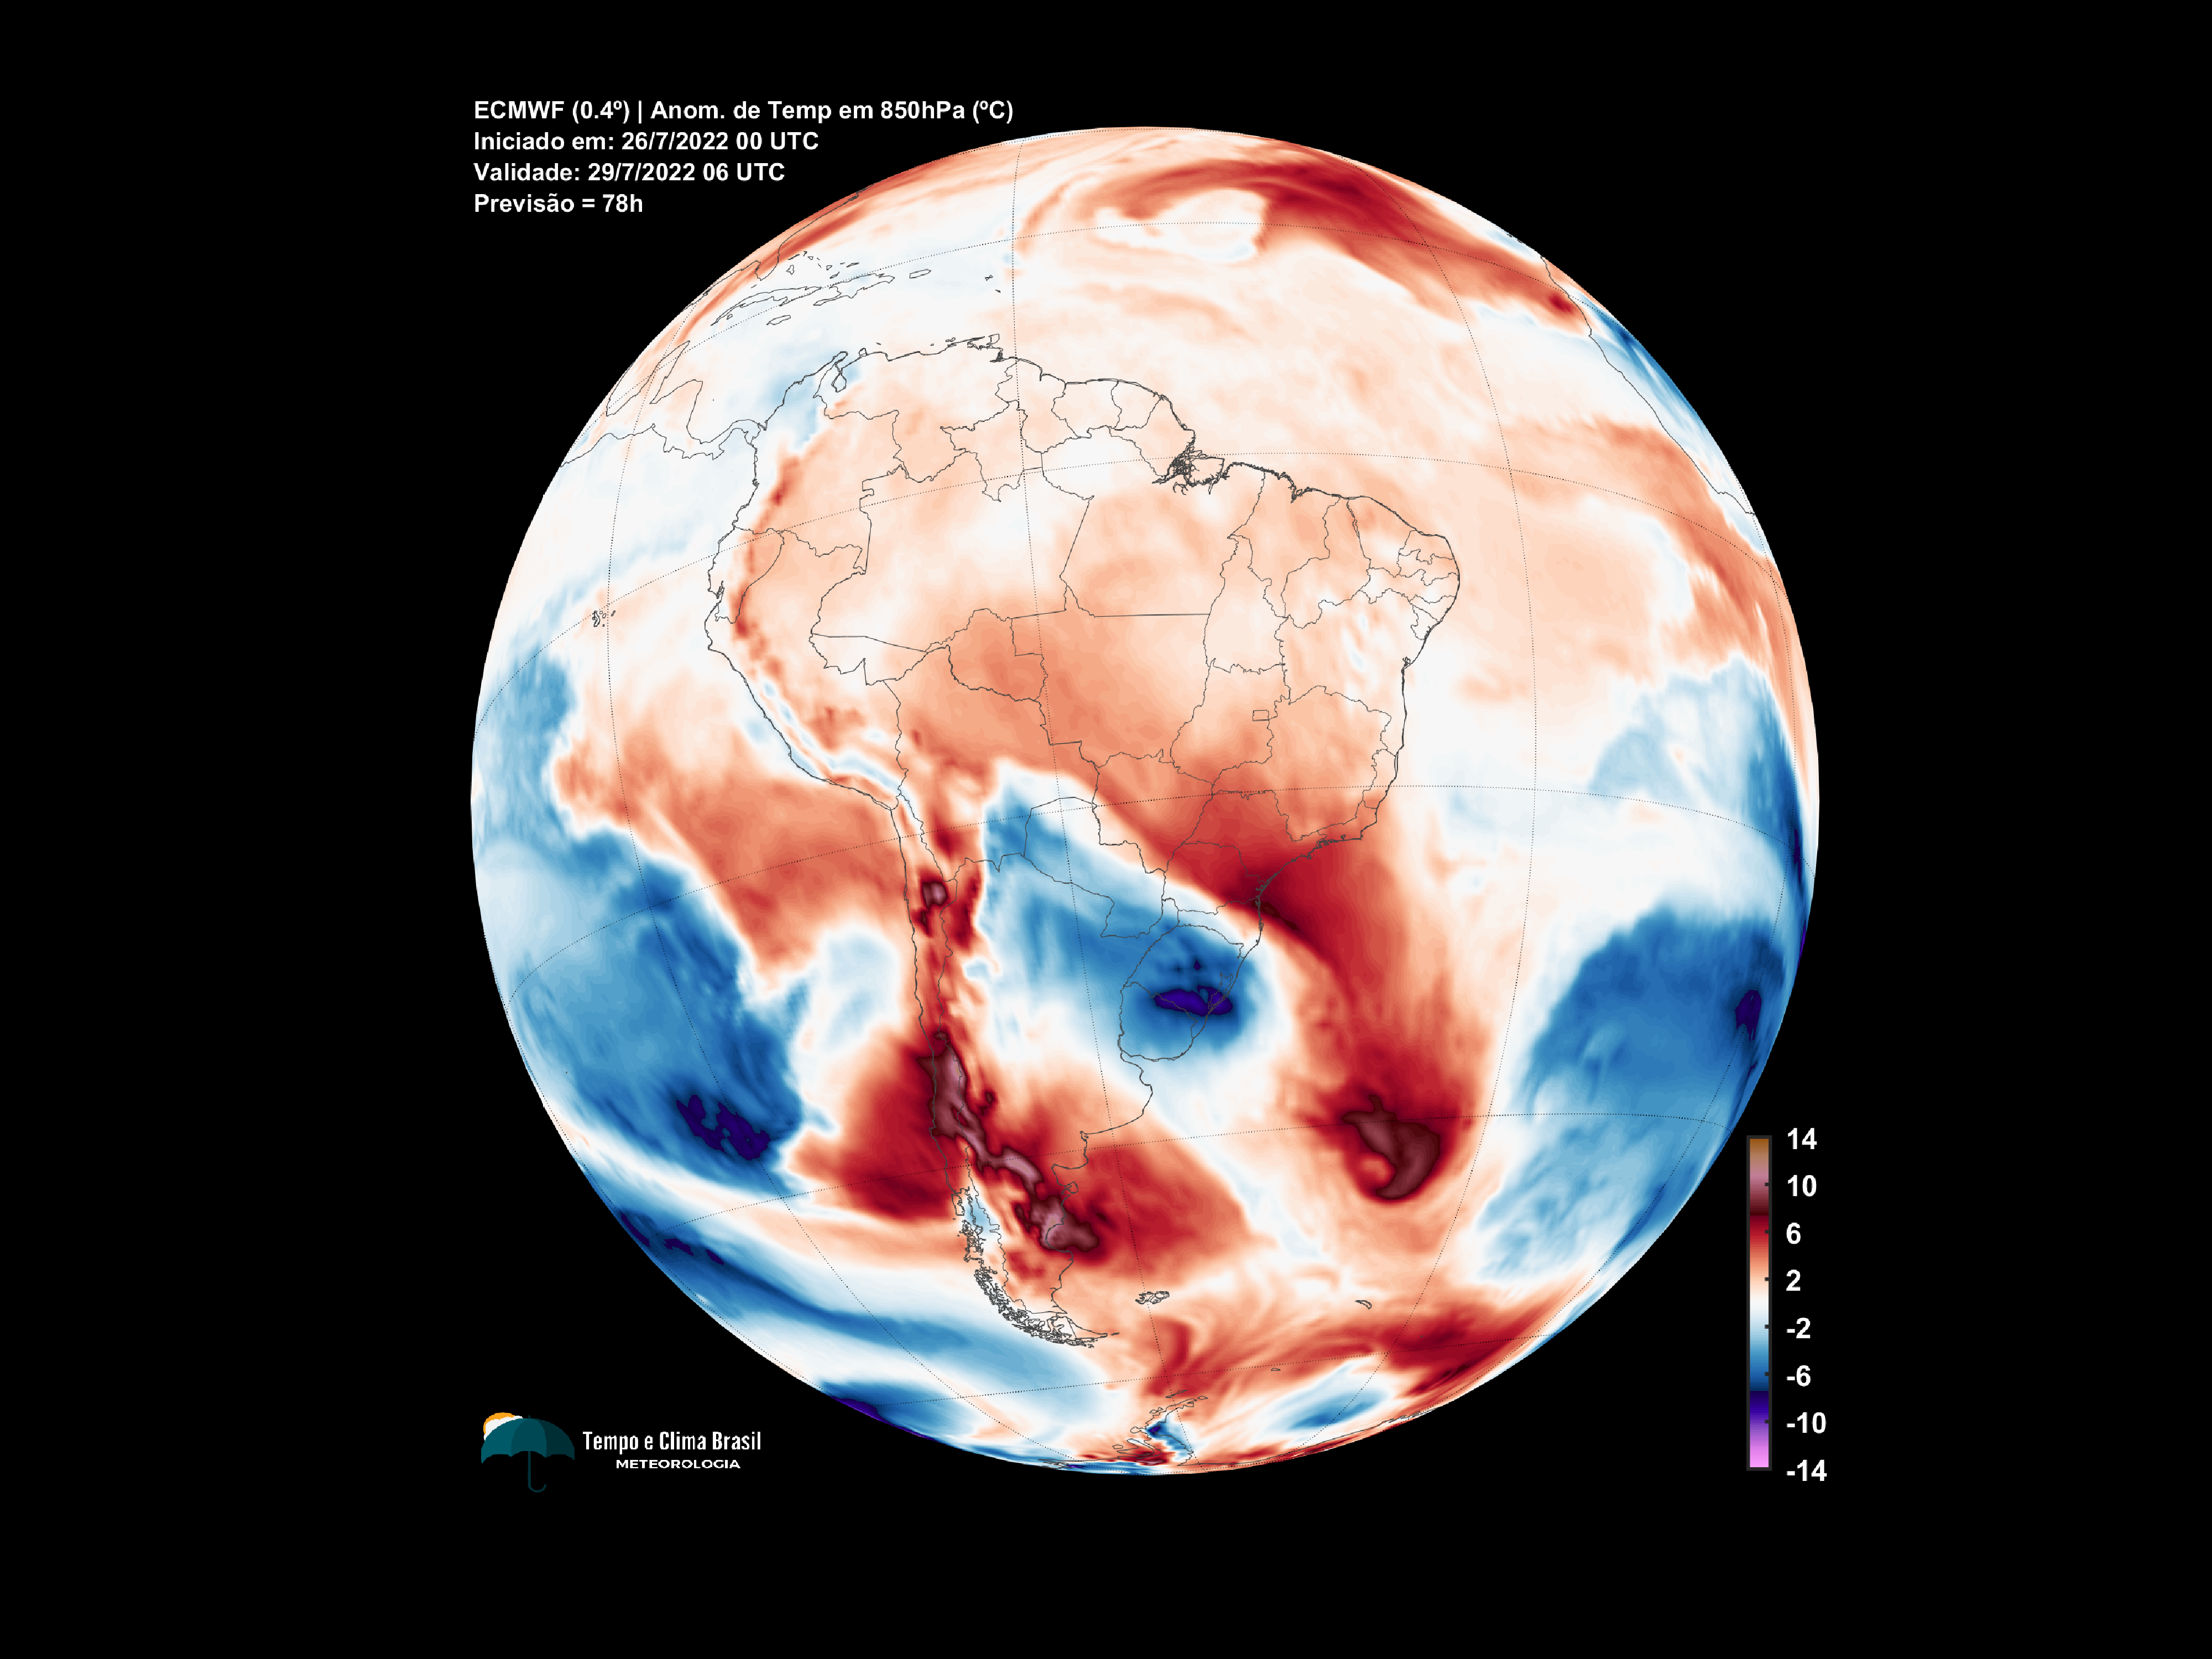 ECMWF (0.4º) | Anom. de Temp em 850hPa (ºC)
Iniciado em: 26/7/2022 00 UTC
Validade: 29/7/2022 06 UTC
Previsão = 78h
14
10
6
2
-2
-6
-10
-14
Tempo e Clima Brasil
METEOROLOGIA